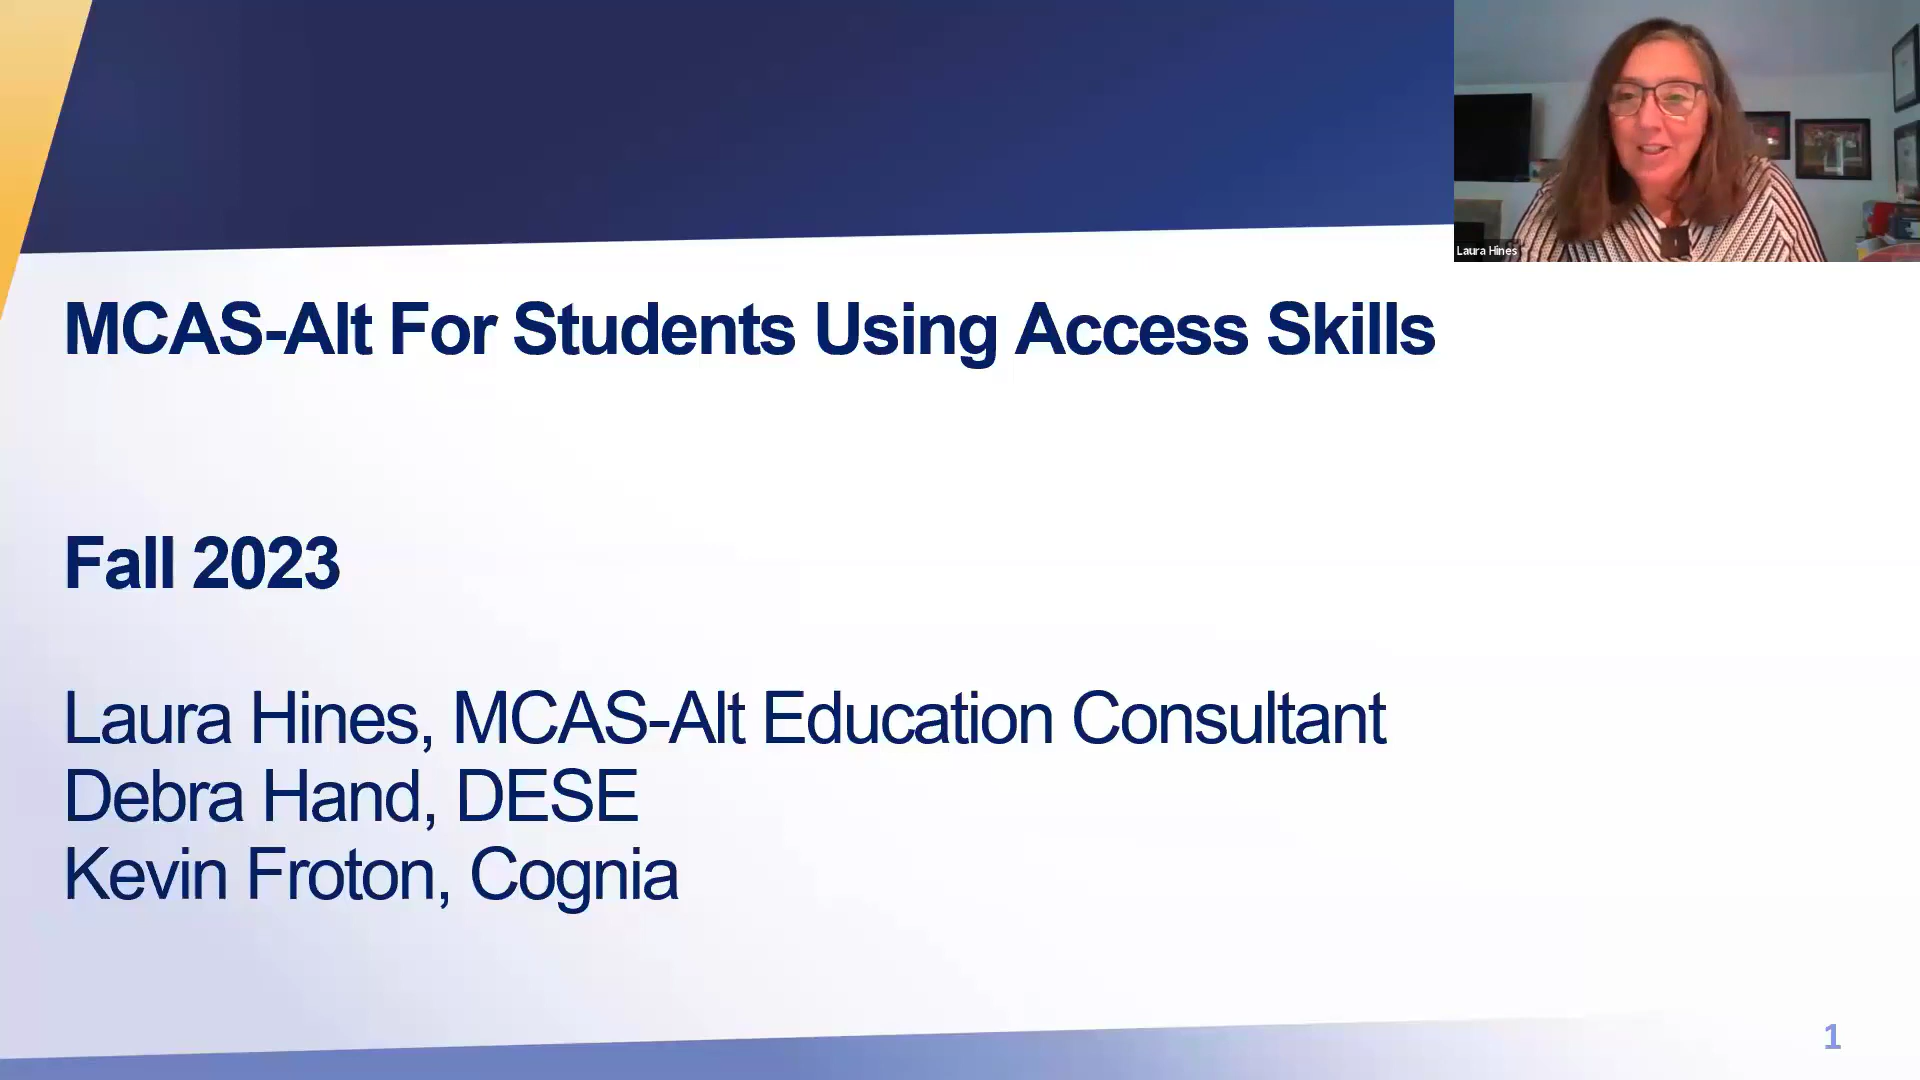 Laura Hines
MCAS-Alt For Students Using Access Skills
Fall 2023
Laura Hines, MCAS-Alt Education Consultant
Debra Hand, DESE
Kevin Froton, Cognia
1